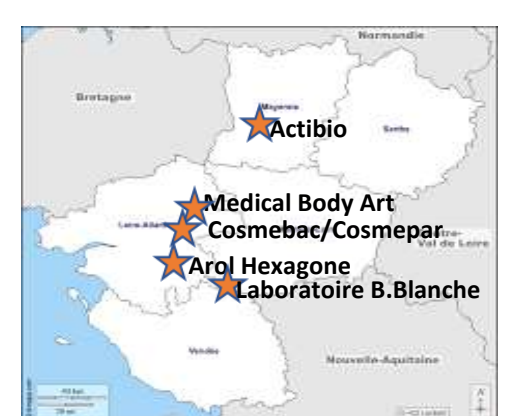 Normandie
Bretagne
Mayenne
Actibio
Sarthe
Medical Body Art
Loire-Atlan
Cosmebac/Cosmepar
Centre-
Val de Loire
Arol Hexagone
Laboratoire B.Blanche
Vendée
Nouvelle-Aquitaine